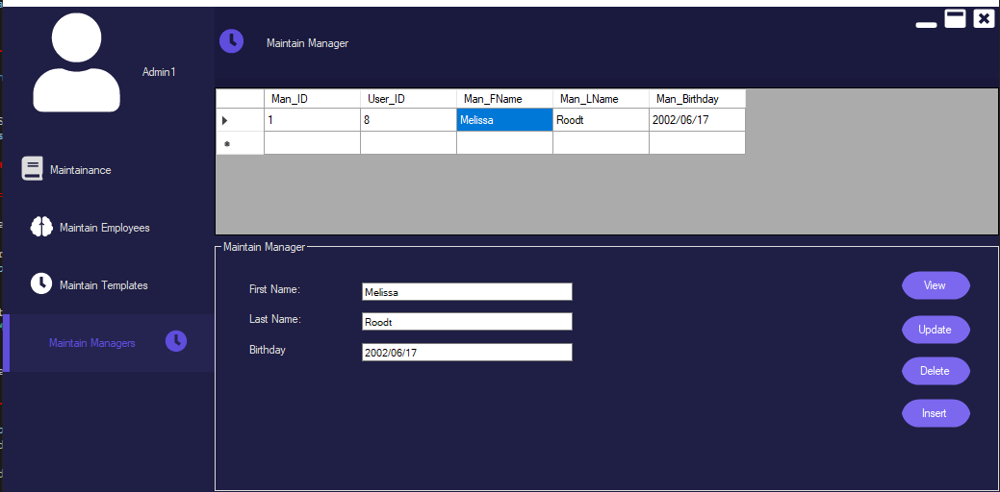 Admin1
Maintainance
Maintain Employees
Maintain Templates
Maintain Managers
Maintain Manager
Man_ID User_ID Man_FName Man_LName Man_Birthday
1 8 Melissa Roodt 2002/06/17
Maintain Manager
First Name: Melissa
Last Name: Roodt
Birthday 2002/06/17
View
Update
Delete
Insert